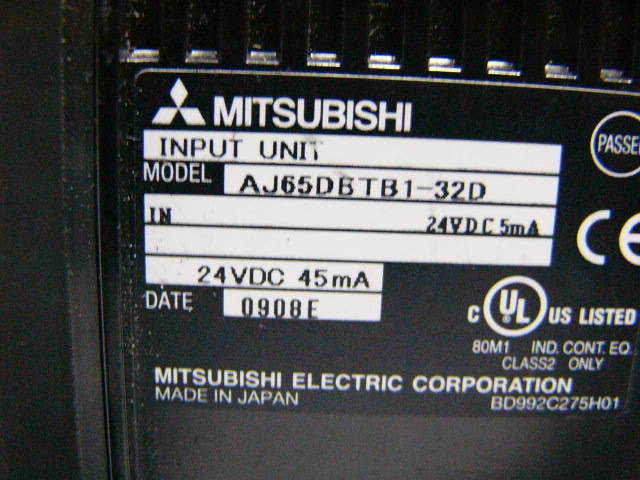 MITSUBISHI
PASSED
INPUT UNIT
MODEL AJ65DBTB1-32D
IN 24VDC 5mA
CE
24VDC 45mA
DATE 0908E
C UL US LISTED
80M1 IND. CONT. EQ.
CLASS2 ONLY
MITSUBISHI ELECTRIC CORPORATION
MADE IN JAPAN BD992C275H01